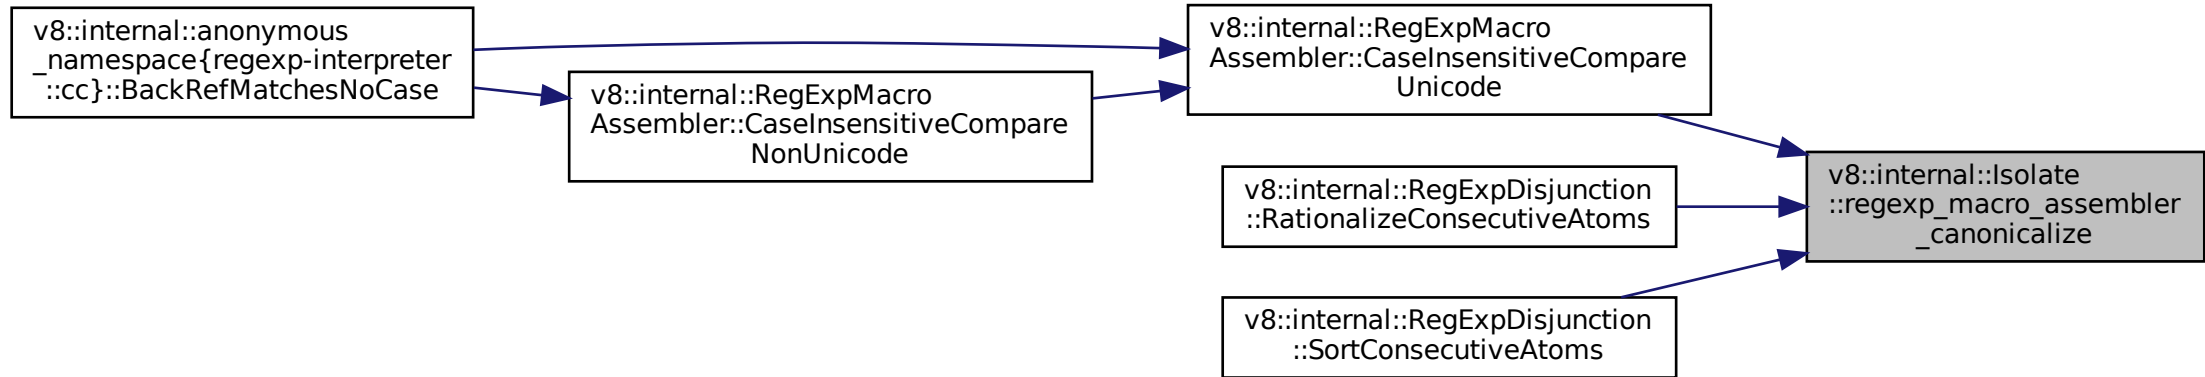 v8::internal::anonymous
_namespace{regexp-interpreter
::cc}::BackRefMatchesNoCase
v8::internal::RegExpMacro
Assembler::CaseInsensitiveCompare
NonUnicode
v8::internal::RegExpMacro
Assembler::CaseInsensitiveCompare
Unicode
v8::internal::RegExpDisjunction
::RationalizeConsecutiveAtoms
v8::internal::RegExpDisjunction
::SortConsecutiveAtoms
v8::internal::Isolate
::regexp_macro_assembler
_canonicalize